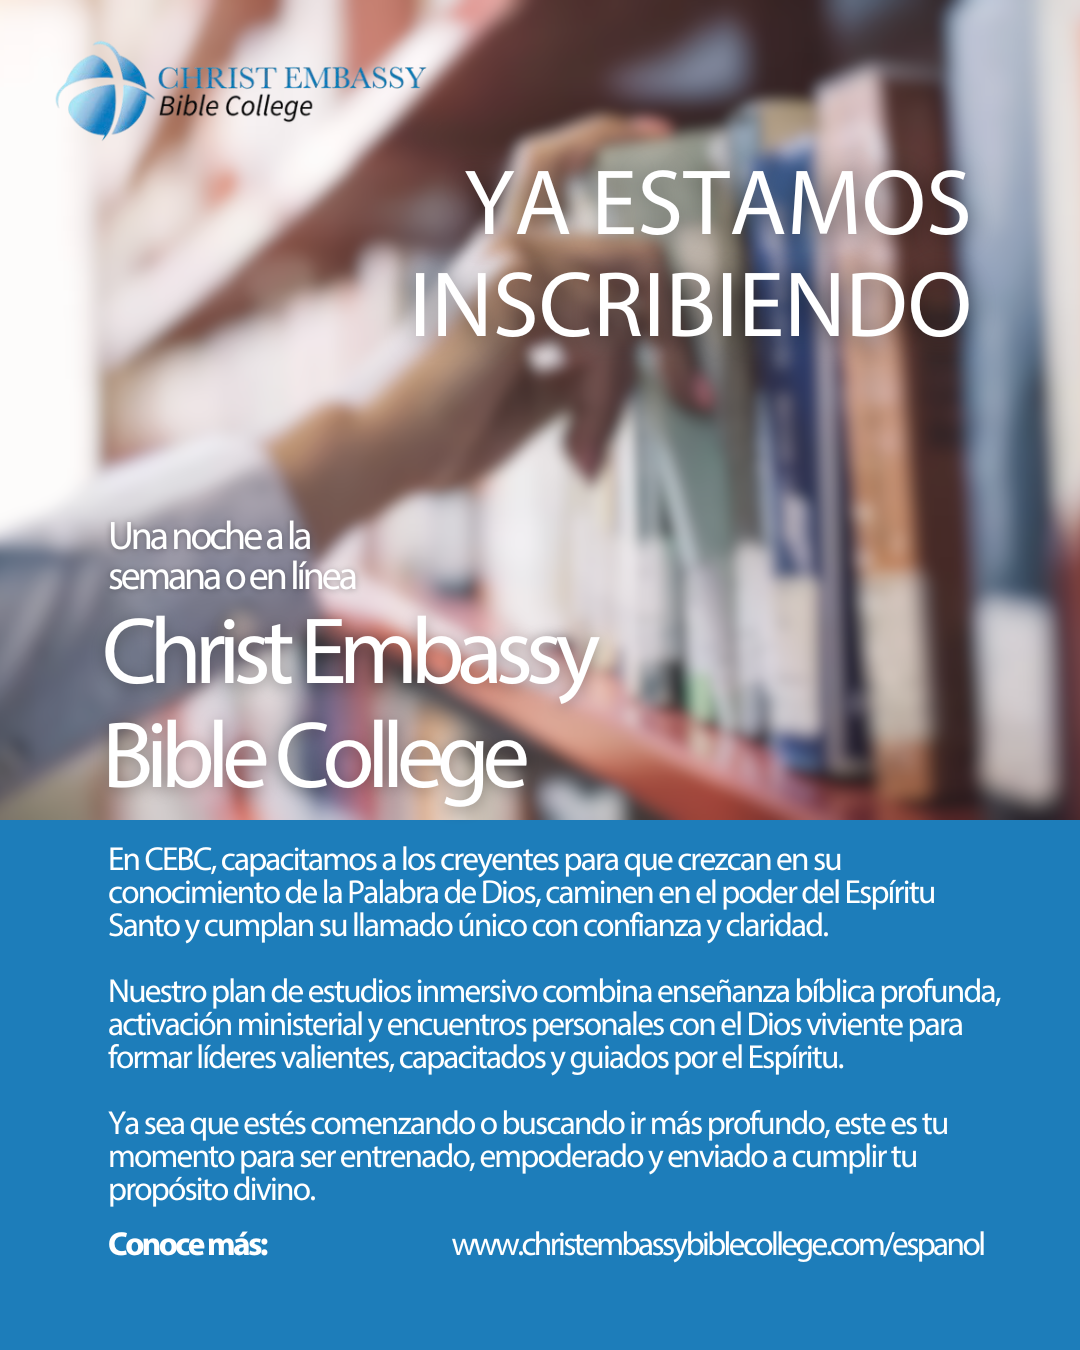 CHRIST EMBASSY
Bible College
YA ESTAMOS
INSCRIBIENDO
Una noche a la
semana o en línea
Christ Embassy
Bible College
En CEBC, capacitamos a los creyentes para que crezcan en su
conocimiento de la Palabra de Dios, caminen en el poder del Espíritu
Santo y cumplan su llamado único con confianza y claridad.
Nuestro plan de estudios inmersivo combina enseñanza bíblica profunda,
activación ministerial y encuentros personales con el Dios viviente para
formar líderes valientes, capacitados y guiados por el Espíritu.
Ya sea que estés comenzando o buscando ir más profundo, este es tu
momento para ser entrenado, empoderado y enviado a cumplir tu
propósito divino.
Conoce más: www.christembassybiblecollege.com/espanol